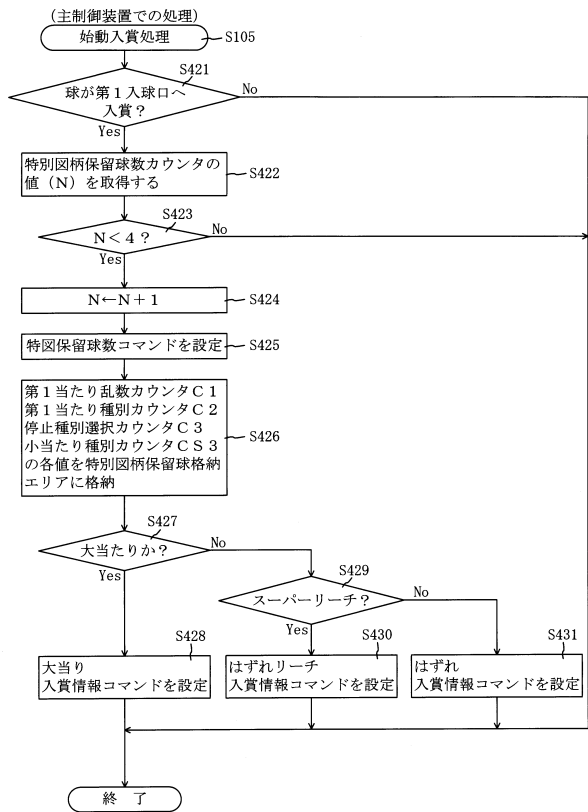 (主制御装置での処理)
始動入賞処理
S105
S421
球が第1入球口へ
入賞?
No
Yes
特別図柄保留球数カウンタの
値(N)を取得する
S422
S423
N<4?
No
Yes
N←N+1
S424
特図保留球数コマンドを設定
S425
第1当たり乱数カウンタC1
第1当たり種別カウンタC2
停止種別選択カウンタC3
小当たり種別カウンタCS3
の各値を特別図柄保留球格納
エリアに格納
S426
S427
大当たりか?
No
Yes
S429
スーパーリーチ?
No
Yes
S428
大当り
入賞情報コマンドを設定
S430
はずれリーチ
入賞情報コマンドを設定
S431
はずれ
入賞情報コマンドを設定
終 了